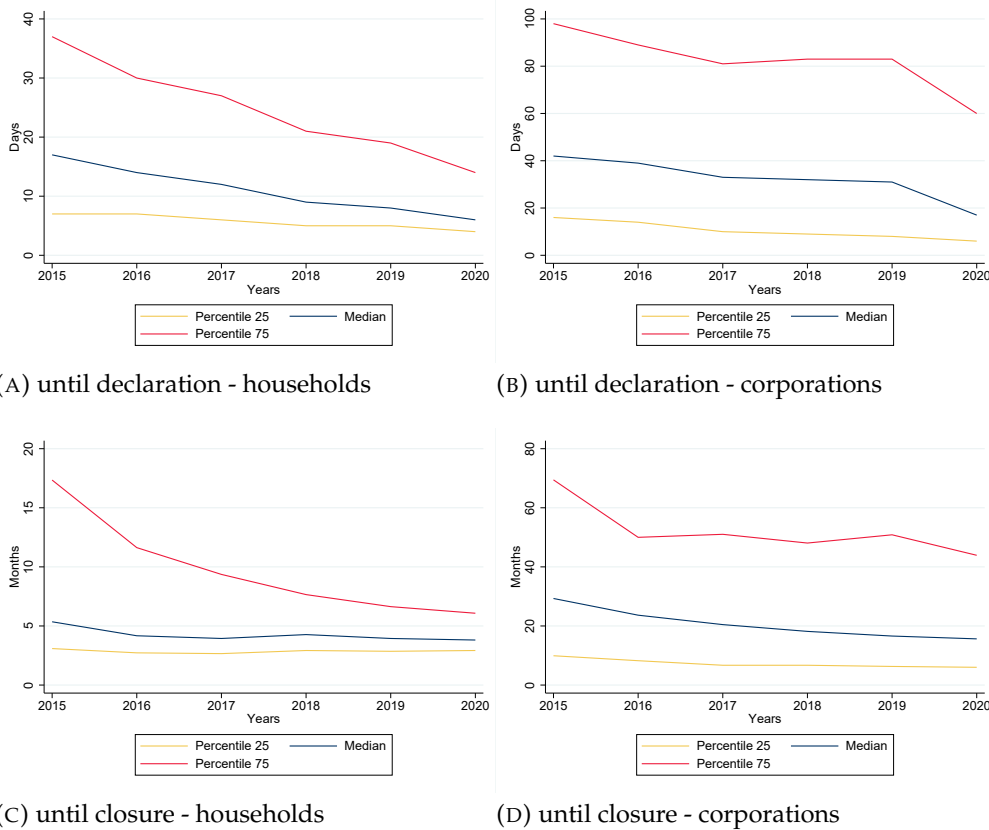 40
30
20
10
0
Days
2015 2016 2017 2018 2019 2020
Years
Percentile 25 Median
Percentile 75
(A) until declaration - households
100
80
60
40
20
0
Days
2015 2016 2017 2018 2019 2020
Years
Percentile 25 Median
Percentile 75
(B) until declaration - corporations
20
15
10
5
0
Months
2015 2016 2017 2018 2019 2020
Years
Percentile 25 Median
Percentile 75
(C) until closure - households
80
60
40
20
0
Months
2015 2016 2017 2018 2019 2020
Years
Percentile 25 Median
Percentile 75
(D) until closure - corporations